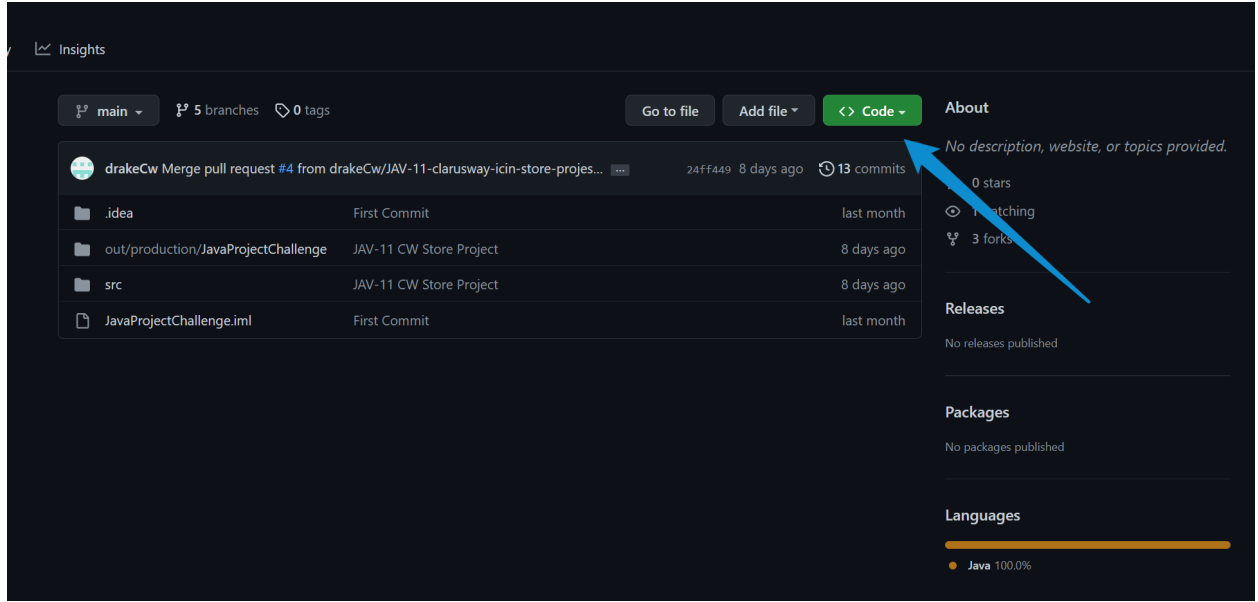 Insights
main
5 branches
0 tags
Go to file
Add file
<> Code
drakeCw Merge pull request #4 from drakeCw/JAV-11-clarusway-icin-store-projes... ...
24ff449 8 days ago
13 commits
.idea First Commit last month
out/production/JavaProjectChallenge JAV-11 CW Store Project 8 days ago
src JAV-11 CW Store Project 8 days ago
JavaProjectChallenge.iml First Commit last month
About
No description, website, or topics provided.
0 stars
3 forks
Releases
No releases published
Packages
No packages published
Languages
Java 100.0%